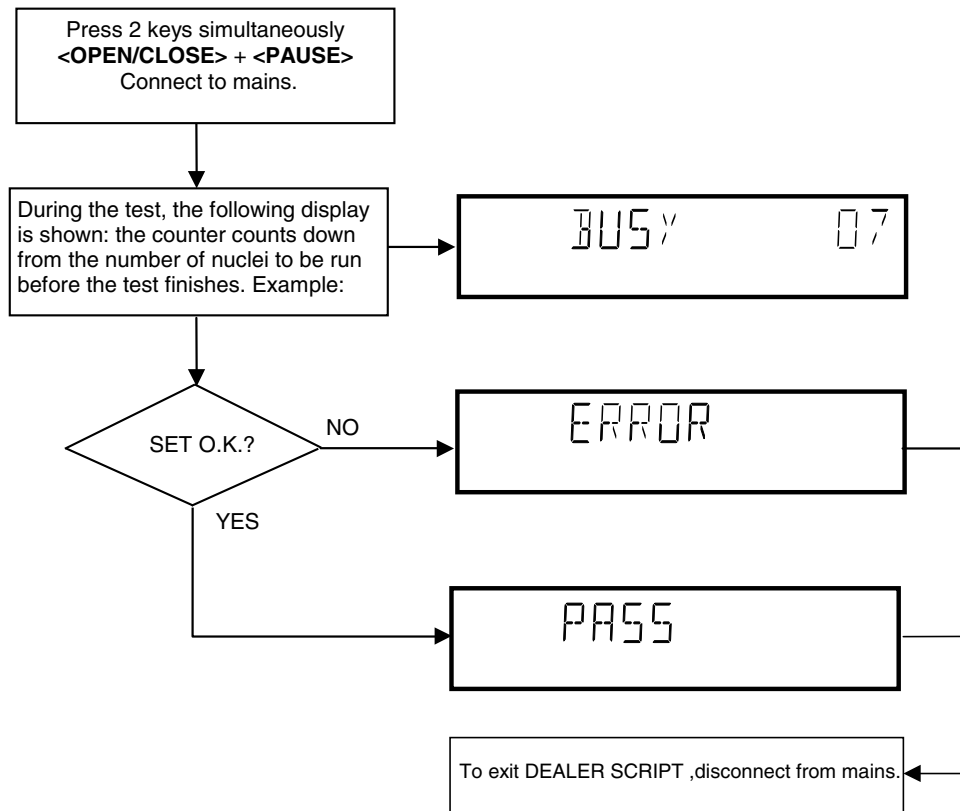 Press 2 keys simultaneously
<OPEN/CLOSE> + <PAUSE>
Connect to mains.
During the test, the following display
is shown: the counter counts down
from the number of nuclei to be run
before the test finishes. Example:
BUSY 07
SET O.K.?
NO
ERROR
YES
PASS
To exit DEALER SCRIPT ,disconnect from mains.